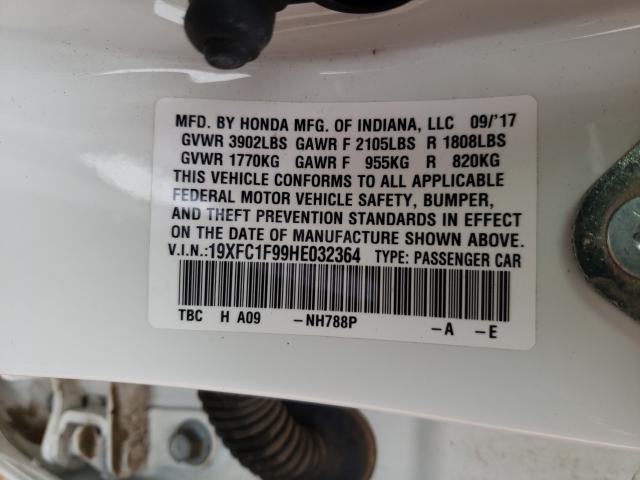 MFD. BY HONDA MFG. OF INDIANA, LLC 09/'17
GVWR 3902LBS GAWR F 2105LBS R 1808LBS
GVWR 1770KG GAWR F 955KG R 820KG
THIS VEHICLE CONFORMS TO ALL APPLICABLE
FEDERAL MOTOR VEHICLE SAFETY, BUMPER,
AND THEFT PREVENTION STANDARDS IN EFFECT
ON THE DATE OF MANUFACTURE SHOWN ABOVE.
V.I.N.:19XFC1F99HE032364 TYPE: PASSENGER CAR
TBC H A09 -NH788P -A -E